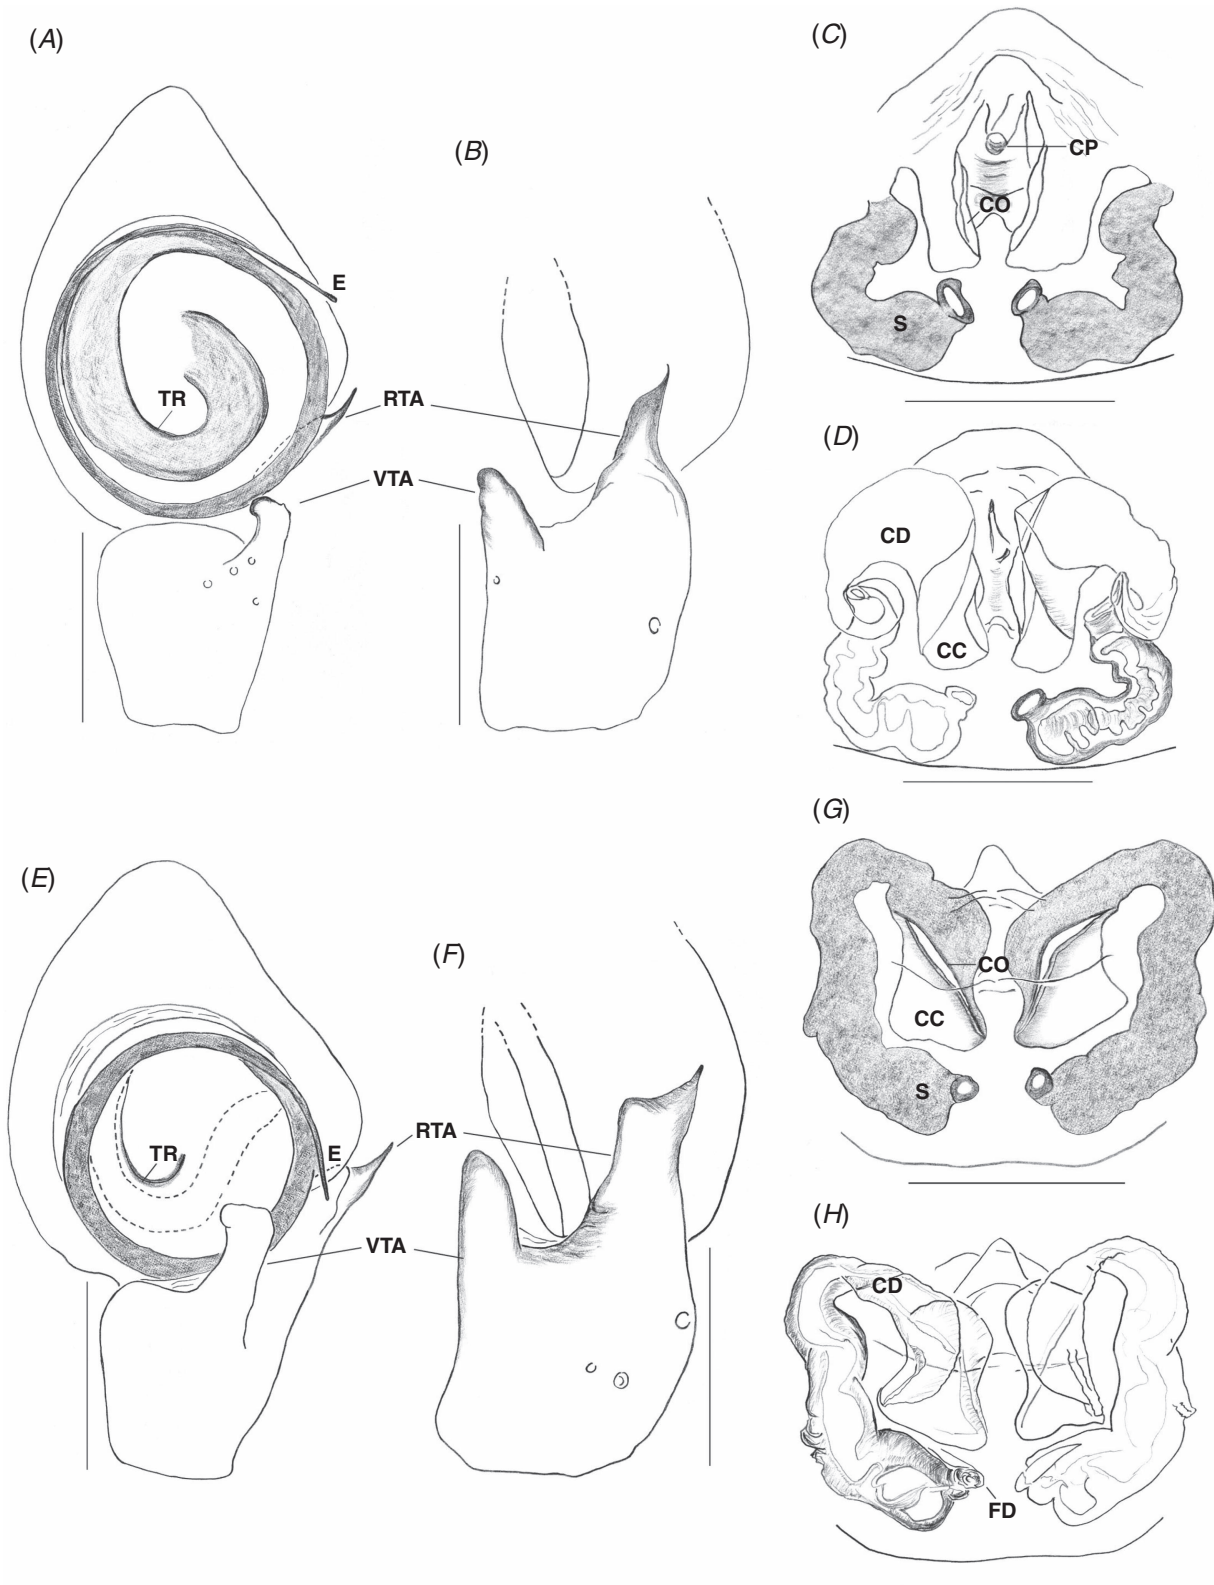 (A)
E
TR
(B)
RTA
VTA
(C)
CP
CO
S
(D)
CD
CC
(E)
TR
E
(F)
RTA
VTA
(G)
CO
CC
S
(H)
CD
FD